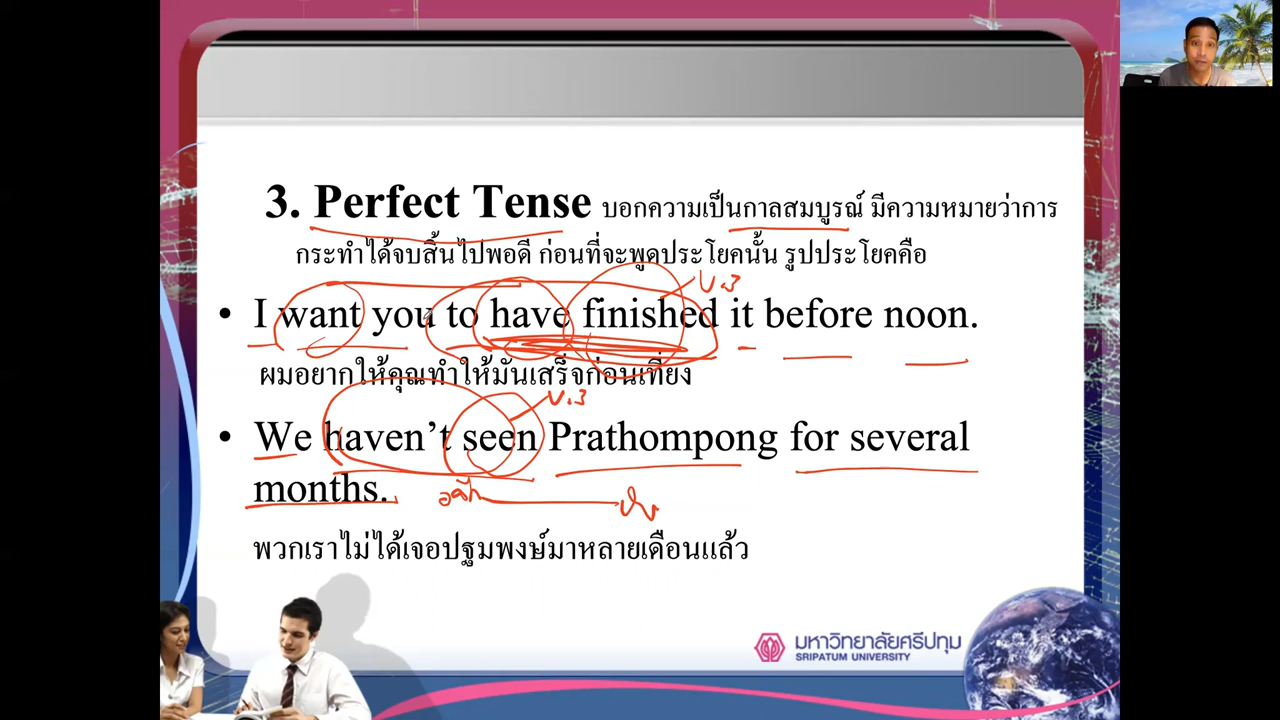 3. Perfect Tense บอกความเป็นกาลสมบูรณ์ มีความหมายว่าการ
กระทำได้จบสิ้นไปพอดี ก่อนที่จะพูดประโยคนั้น รูปประโยคคือ
V.3
• I want you to have finished it before noon.
ผมอยากให้คุณทำให้มันเสร็จก่อนเที่ยง
V.3
• We haven’t seen Prathompong for several
months.
พวกเราไม่ได้เจอปฐมพงษ์มาหลายเดือนแล้ว
มหาวิทยาลัยศรีปทุม
SRIPATUM UNIVERSITY